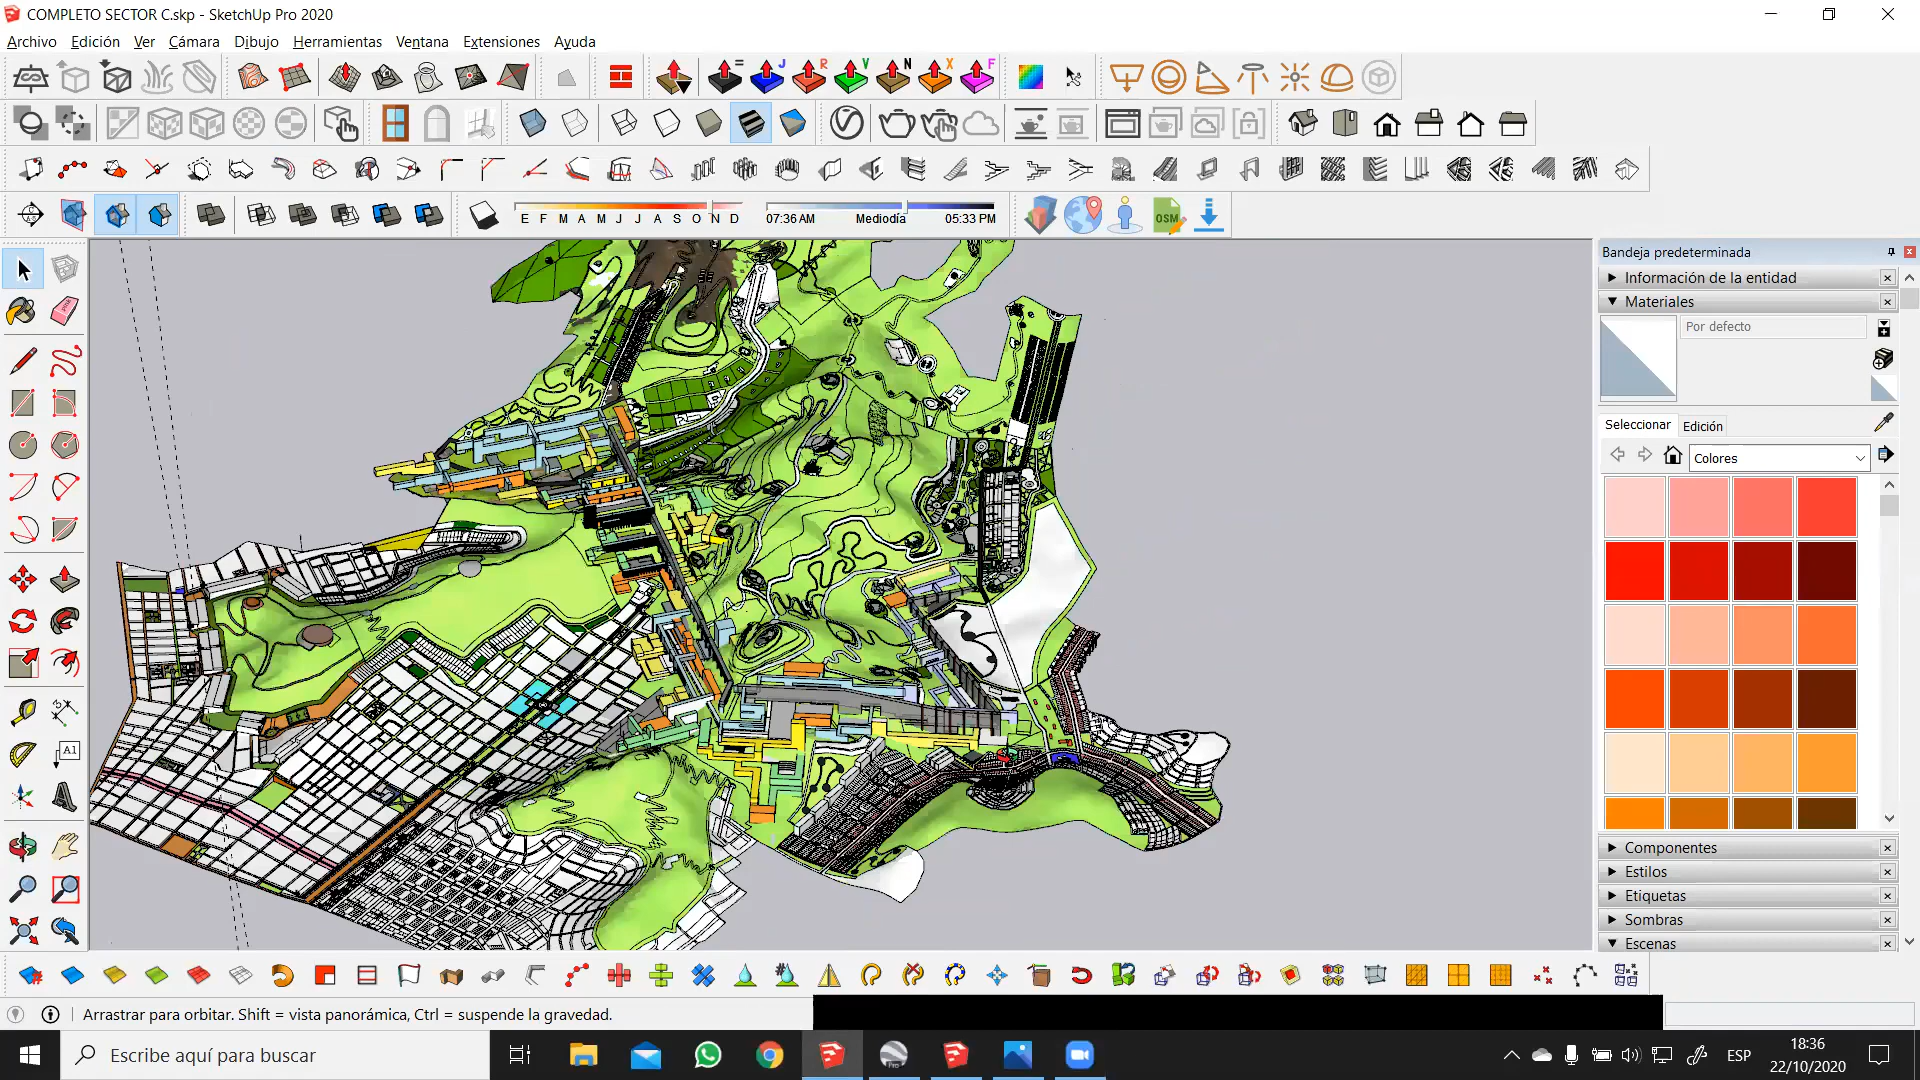 COMPLETO SECTOR C.skp - SketchUp Pro 2020
Archivo Edición Ver Cámara Dibujo Herramientas Ventana Extensiones Ayuda
= J R V N X F
E F M A M J J A S O N D
07:36 AM Mediodía 05:33 PM
OSM
Bandeja predeterminada
Información de la entidad
Materiales
Por defecto
Seleccionar Edición
Colores
A1
Componentes
Estilos
Etiquetas
Sombras
Escenas
Arrastrar para orbitar. Shift = vista panorámica, Ctrl = suspende la gravedad.
Escribe aquí para buscar
ESP
18:36
22/10/2020